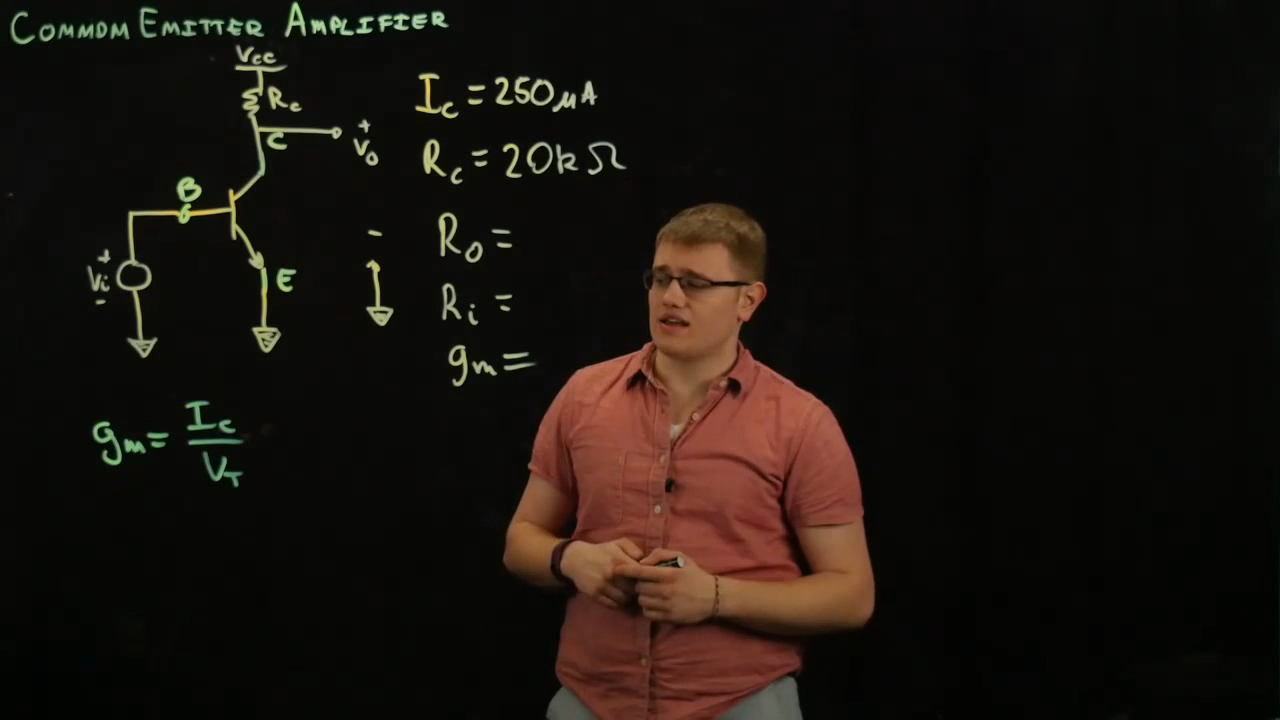 COMMOM EMITTER AMPLIFIER
Vcc
Rc
C
+
Vo
-
B
+
Vi
-
E
Ic = 250μA
Rc = 20kΩ
Ro =
Ri =
gm =
gm = Ic / VT